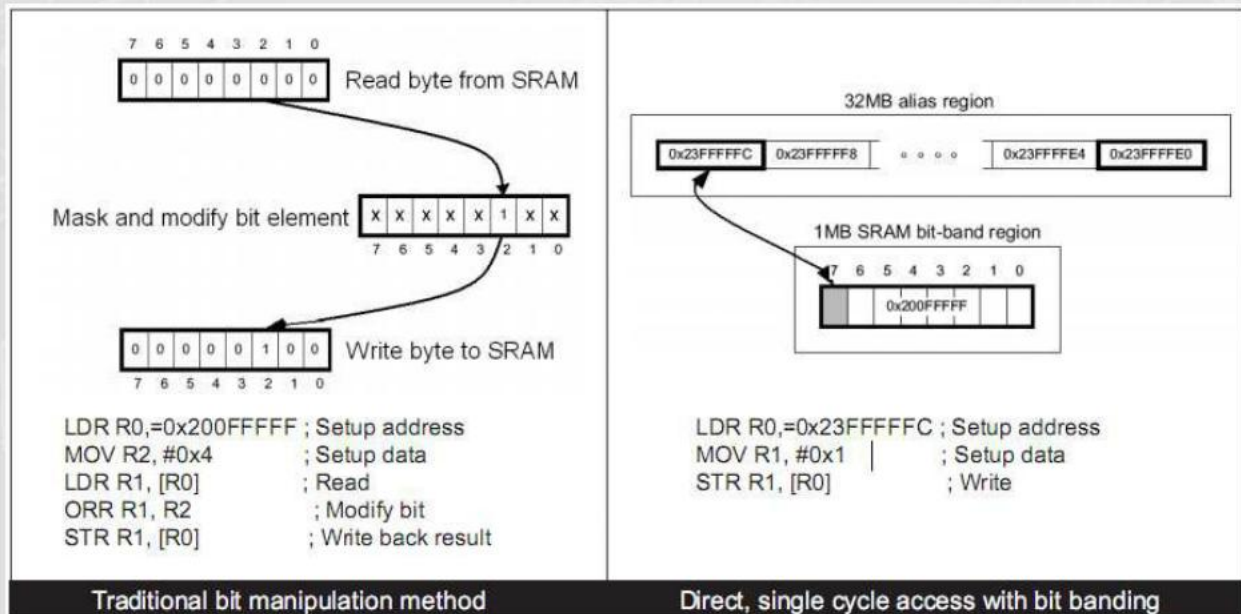 7 6 5 4 3 2 1 0
0 0 0 0 0 0 0 0
Read byte from SRAM
Mask and modify bit element
X X X X X 1 X X
7 6 5 4 3 2 1 0
0 0 0 0 0 1 0 0
Write byte to SRAM
7 6 5 4 3 2 1 0
LDR R0,=0x200FFFFF ; Setup address
MOV R2, #0x4 ; Setup data
LDR R1, [R0] ; Read
ORR R1, R2 ; Modify bit
STR R1, [R0] ; Write back result
Traditional bit manipulation method
32MB alias region
0x23FFFFFC 0x23FFFFF8 0x23FFFFE4 0x23FFFFE0
1MB SRAM bit-band region
7 6 5 4 3 2 1 0
0x200FFFFF
LDR R0,=0x23FFFFFC ; Setup address
MOV R1, #0x1 ; Setup data
STR R1, [R0] ; Write
Direct, single cycle access with bit banding